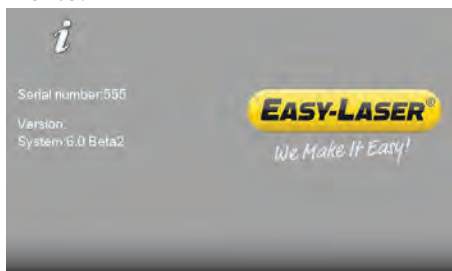 i
Serial number:555
Version:
System:6.0 Beta2
EASY-LASER®
We Make It Easy!